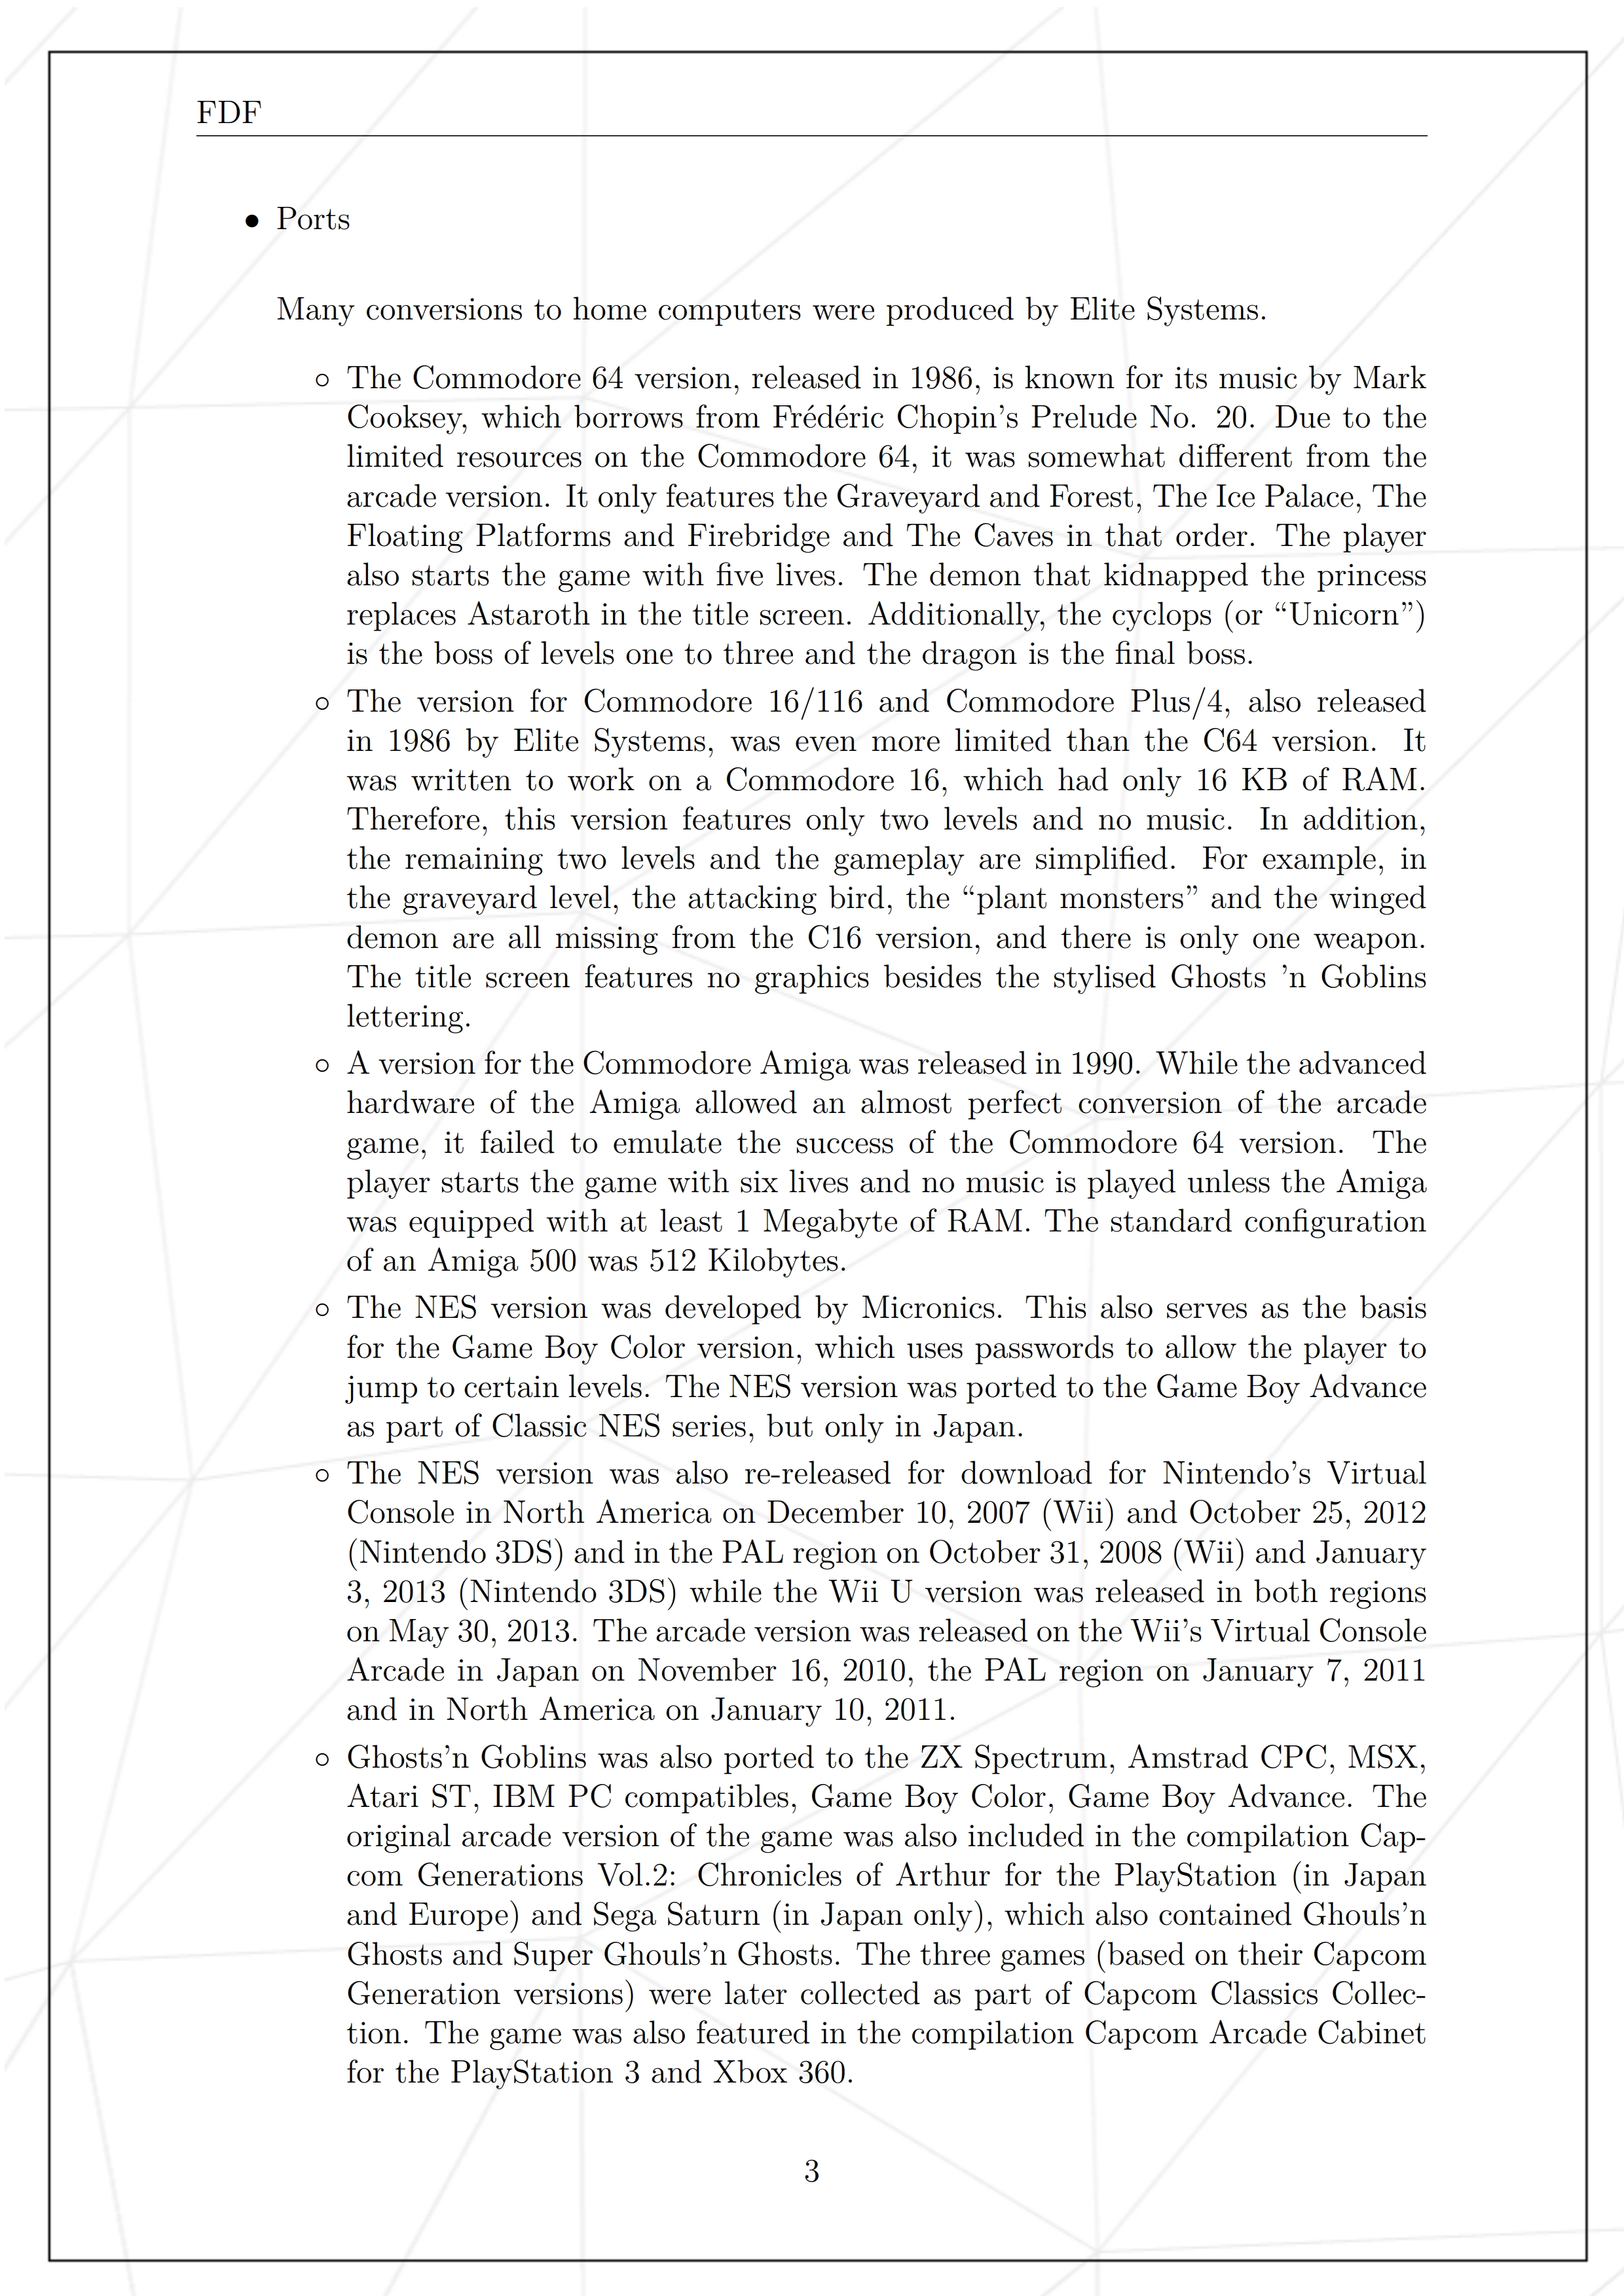 FDF
• Ports
Many conversions to home computers were produced by Elite Systems.
◦ The Commodore 64 version, released in 1986, is known for its music by Mark
Cooksey, which borrows from Frédéric Chopin's Prelude No. 20. Due to the
limited resources on the Commodore 64, it was somewhat different from the
arcade version. It only features the Graveyard and Forest, The Ice Palace, The
Floating Platforms and Firebridge and The Caves in that order. The player
also starts the game with five lives. The demon that kidnapped the princess
replaces Astaroth in the title screen. Additionally, the cyclops (or “Unicorn”)
is the boss of levels one to three and the dragon is the final boss.
◦ The version for Commodore 16/116 and Commodore Plus/4, also released
in 1986 by Elite Systems, was even more limited than the C64 version. It
was written to work on a Commodore 16, which had only 16 KB of RAM.
Therefore, this version features only two levels and no music. In addition,
the remaining two levels and the gameplay are simplified. For example, in
the graveyard level, the attacking bird, the “plant monsters” and the winged
demon are all missing from the C16 version, and there is only one weapon.
The title screen features no graphics besides the stylised Ghosts ’n Goblins
lettering.
◦ A version for the Commodore Amiga was released in 1990. While the advanced
hardware of the Amiga allowed an almost perfect conversion of the arcade
game, it failed to emulate the success of the Commodore 64 version. The
player starts the game with six lives and no music is played unless the Amiga
was equipped with at least 1 Megabyte of RAM. The standard configuration
of an Amiga 500 was 512 Kilobytes.
◦ The NES version was developed by Micronics. This also serves as the basis
for the Game Boy Color version, which uses passwords to allow the player to
jump to certain levels. The NES version was ported to the Game Boy Advance
as part of Classic NES series, but only in Japan.
◦ The NES version was also re-released for download for Nintendo’s Virtual
Console in North America on December 10, 2007 (Wii) and October 25, 2012
(Nintendo 3DS) and in the PAL region on October 31, 2008 (Wii) and January
3, 2013 (Nintendo 3DS) while the Wii U version was released in both regions
on May 30, 2013. The arcade version was released on the Wii’s Virtual Console
Arcade in Japan on November 16, 2010, the PAL region on January 7, 2011
and in North America on January 10, 2011.
◦ Ghosts’n Goblins was also ported to the ZX Spectrum, Amstrad CPC, MSX,
Atari ST, IBM PC compatibles, Game Boy Color, Game Boy Advance. The
original arcade version of the game was also included in the compilation Cap-
com Generations Vol.2: Chronicles of Arthur for the PlayStation (in Japan
and Europe) and Sega Saturn (in Japan only), which also contained Ghouls’n
Ghosts and Super Ghouls’n Ghosts. The three games (based on their Capcom
Generation versions) were later collected as part of Capcom Classics Collec-
tion. The game was also featured in the compilation Capcom Arcade Cabinet
for the PlayStation 3 and Xbox 360.
3